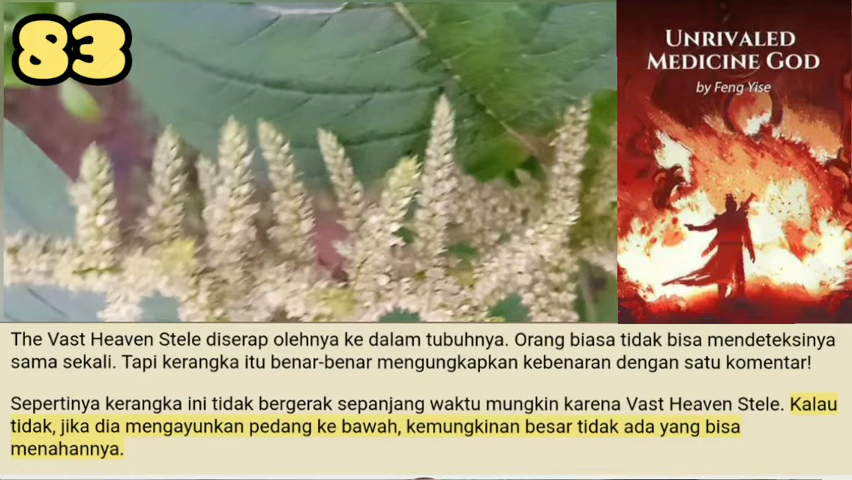 83
UNRIVALED
MEDICINE GOD
by Feng Yise
The Vast Heaven Stele diserap olehnya ke dalam tubuhnya. Orang biasa tidak bisa mendeteksinya
sama sekali. Tapi kerangka itu benar-benar mengungkapkan kebenaran dengan satu komentar!
Sepertinya kerangka ini tidak bergerak sepanjang waktu mungkin karena Vast Heaven Stele. Kalau
tidak, jika dia mengayunkan pedang ke bawah, kemungkinan besar tidak ada yang bisa
menahannya.